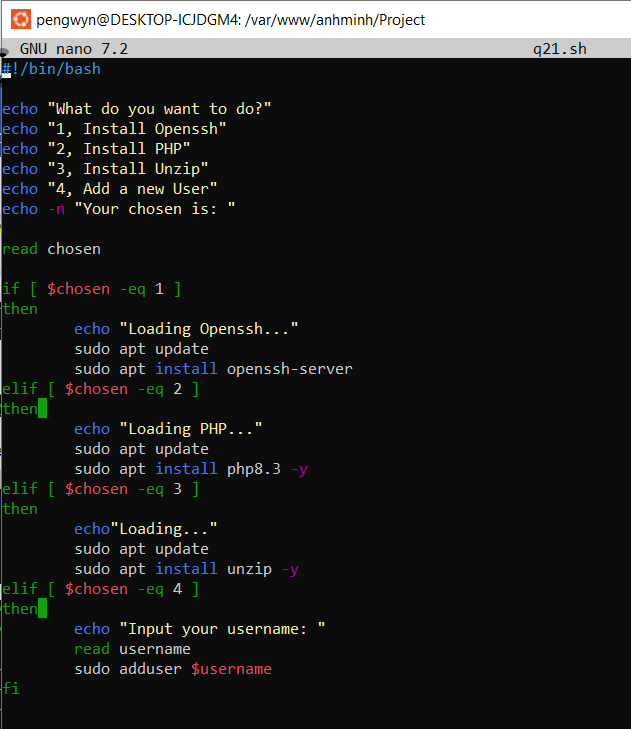 pengwyn@DESKTOP-ICJDGM4: /var/www/anhminh/Project
GNU nano 7.2 q21.sh
#!/bin/bash

echo "What do you want to do?"
echo "1, Install Openssh"
echo "2, Install PHP"
echo "3, Install Unzip"
echo "4, Add a new User"
echo -n "Your chosen is: "

read chosen

if [ $chosen -eq 1 ]
then
        echo "Loading Openssh..."
        sudo apt update
        sudo apt install openssh-server
elif [ $chosen -eq 2 ]
then
        echo "Loading PHP..."
        sudo apt update
        sudo apt install php8.3 -y
elif [ $chosen -eq 3 ]
then
        echo"Loading..."
        sudo apt update
        sudo apt install unzip -y
elif [ $chosen -eq 4 ]
then
        echo "Input your username: "
        read username
        sudo adduser $username
fi